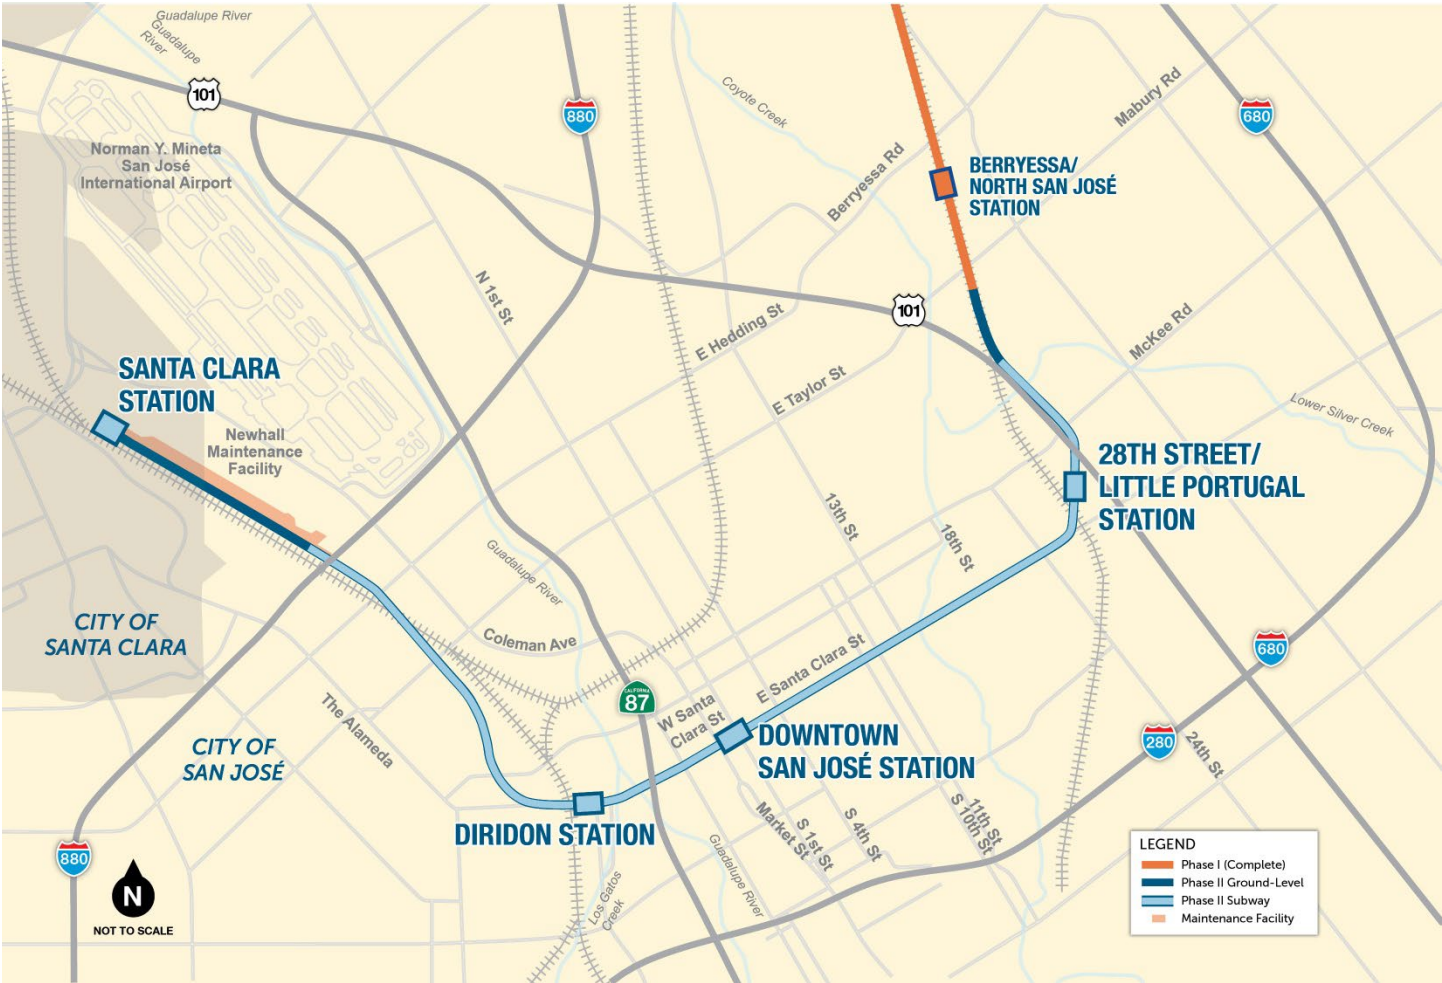 Guadalupe River
Guadalupe
River
101
880
Coyote Creek
Mabury Rd
680
Norman Y. Mineta
San José
International Airport
Berryessa Rd
BERRYESSA/
NORTH SAN JOSÉ
STATION
N 1st St
101
E Hedding St
McKee Rd
SANTA CLARA
STATION
E Taylor St
Lower Silver Creek
Newhall
Maintenance
Facility
28TH STREET/
LITTLE PORTUGAL
STATION
13th St
18th St
Guadalupe River
CITY OF
SANTA CLARA
Coleman Ave
E Santa Clara St
680
CALIFORNIA
87
W Santa
Clara St
The Alameda
CITY OF
SAN JOSÉ
DOWNTOWN
SAN JOSÉ STATION
280
24th St
DIRIDON STATION
Market St
S 1st St
S 4th St
11th St
S 10th St
Guadalupe River
Los Gatos
Creek
880
N
NOT TO SCALE
LEGEND
Phase I (Complete)
Phase II Ground-Level
Phase II Subway
Maintenance Facility